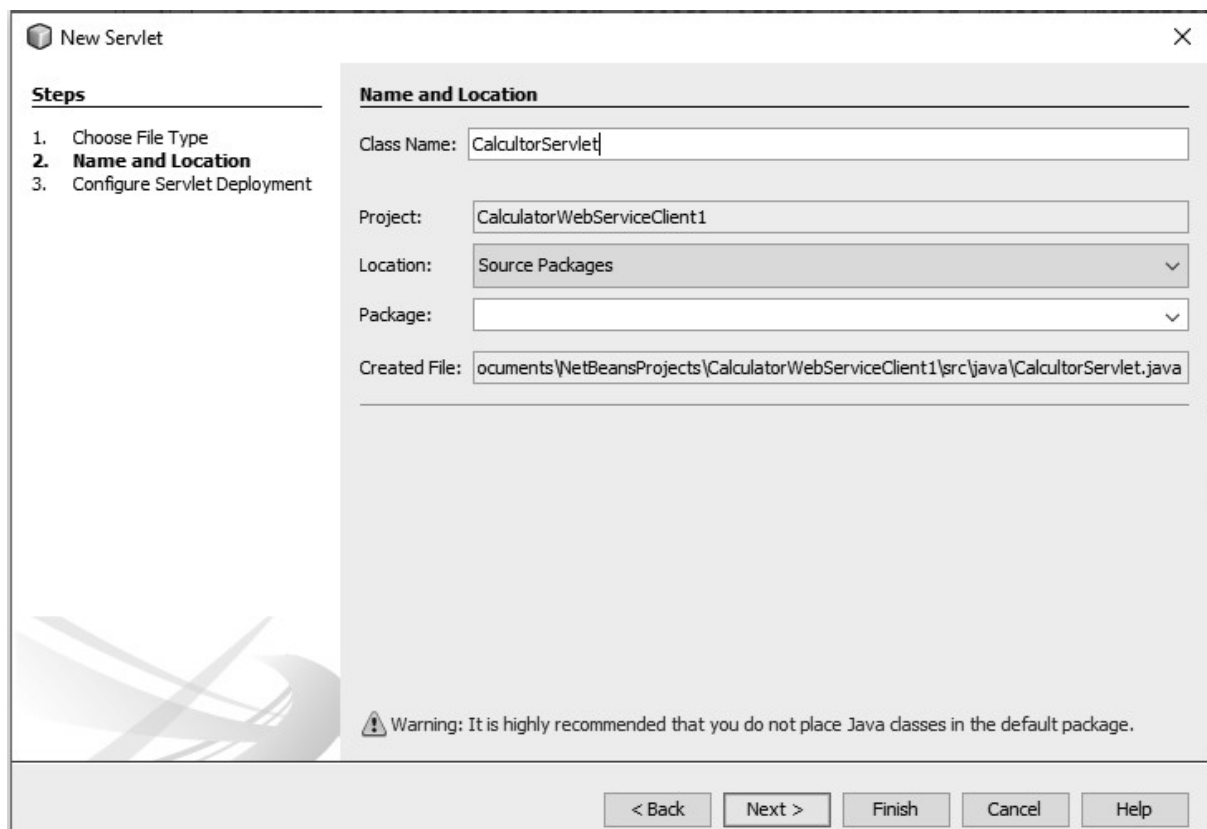 New Servlet
Steps
1. Choose File Type
2. Name and Location
3. Configure Servlet Deployment
Name and Location
Class Name: CalcultorServlet
Project: CalculatorWebServiceClient1
Location: Source Packages
Package:
Created File: ocuments\NetBeansProjects\CalculatorWebServiceClient1\src\java\CalcultorServlet.java
Warning: It is highly recommended that you do not place Java classes in the default package.
< Back Next > Finish Cancel Help